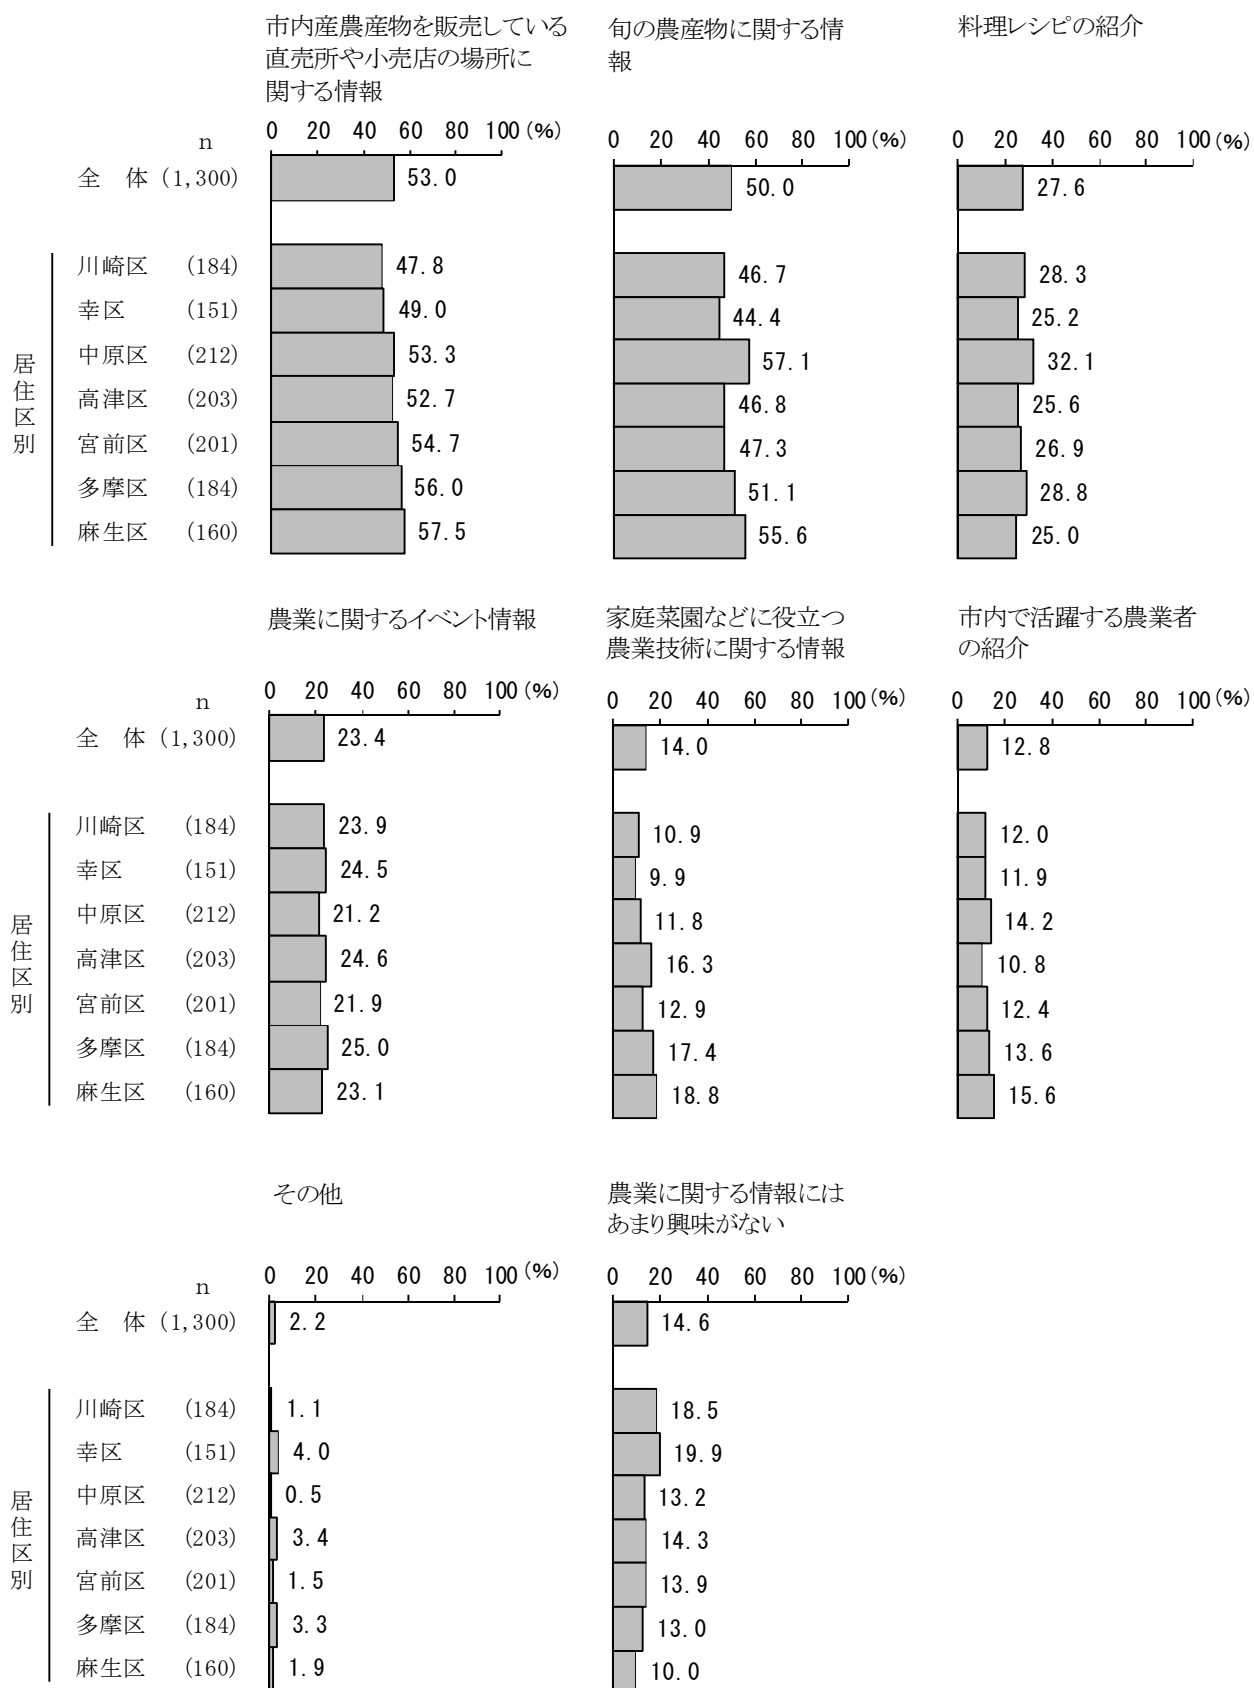 市内産農産物を販売している
直売所や小売店の場所に
関する情報
旬の農産物に関する情
報
料理レシピの紹介
n
0 20 40 60 80 100 (%)
0 20 40 60 80 100 (%)
0 20 40 60 80 100 (%)
全 体 (1,300) 53.0 50.0 27.6
居住区別
川崎区 (184) 47.8 46.7 28.3
幸区 (151) 49.0 44.4 25.2
中原区 (212) 53.3 57.1 32.1
高津区 (203) 52.7 46.8 25.6
宮前区 (201) 54.7 47.3 26.9
多摩区 (184) 56.0 51.1 28.8
麻生区 (160) 57.5 55.6 25.0
農業に関するイベント情報
家庭菜園などに役立つ
農業技術に関する情報
市内で活躍する農業者
の紹介
n
0 20 40 60 80 100 (%)
0 20 40 60 80 100 (%)
0 20 40 60 80 100 (%)
全 体 (1,300) 23.4 14.0 12.8
居住区別
川崎区 (184) 23.9 10.9 12.0
幸区 (151) 24.5 9.9 11.9
中原区 (212) 21.2 11.8 14.2
高津区 (203) 24.6 16.3 10.8
宮前区 (201) 21.9 12.9 12.4
多摩区 (184) 25.0 17.4 13.6
麻生区 (160) 23.1 18.8 15.6
その他
農業に関する情報には
あまり興味がない
n
0 20 40 60 80 100 (%)
0 20 40 60 80 100 (%)
全 体 (1,300) 2.2 14.6
居住区別
川崎区 (184) 1.1 18.5
幸区 (151) 4.0 19.9
中原区 (212) 0.5 13.2
高津区 (203) 3.4 14.3
宮前区 (201) 1.5 13.9
多摩区 (184) 3.3 13.0
麻生区 (160) 1.9 10.0